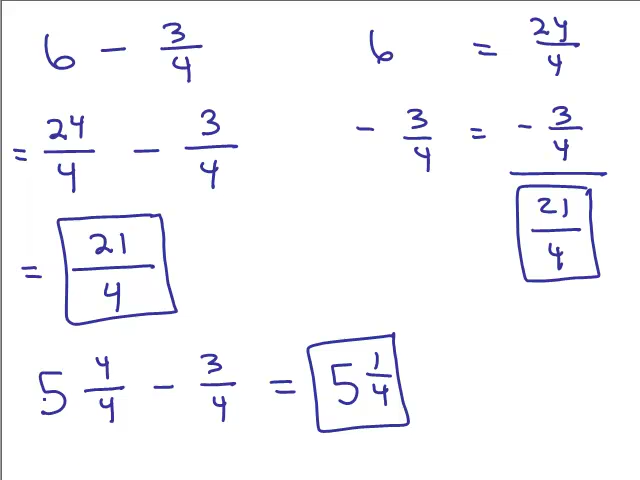 6 - 3/4
= 24/4 - 3/4
= 21/4
6 = 24/4
- 3/4 = - 3/4
21/4
5 4/4 - 3/4 = 5 1/4